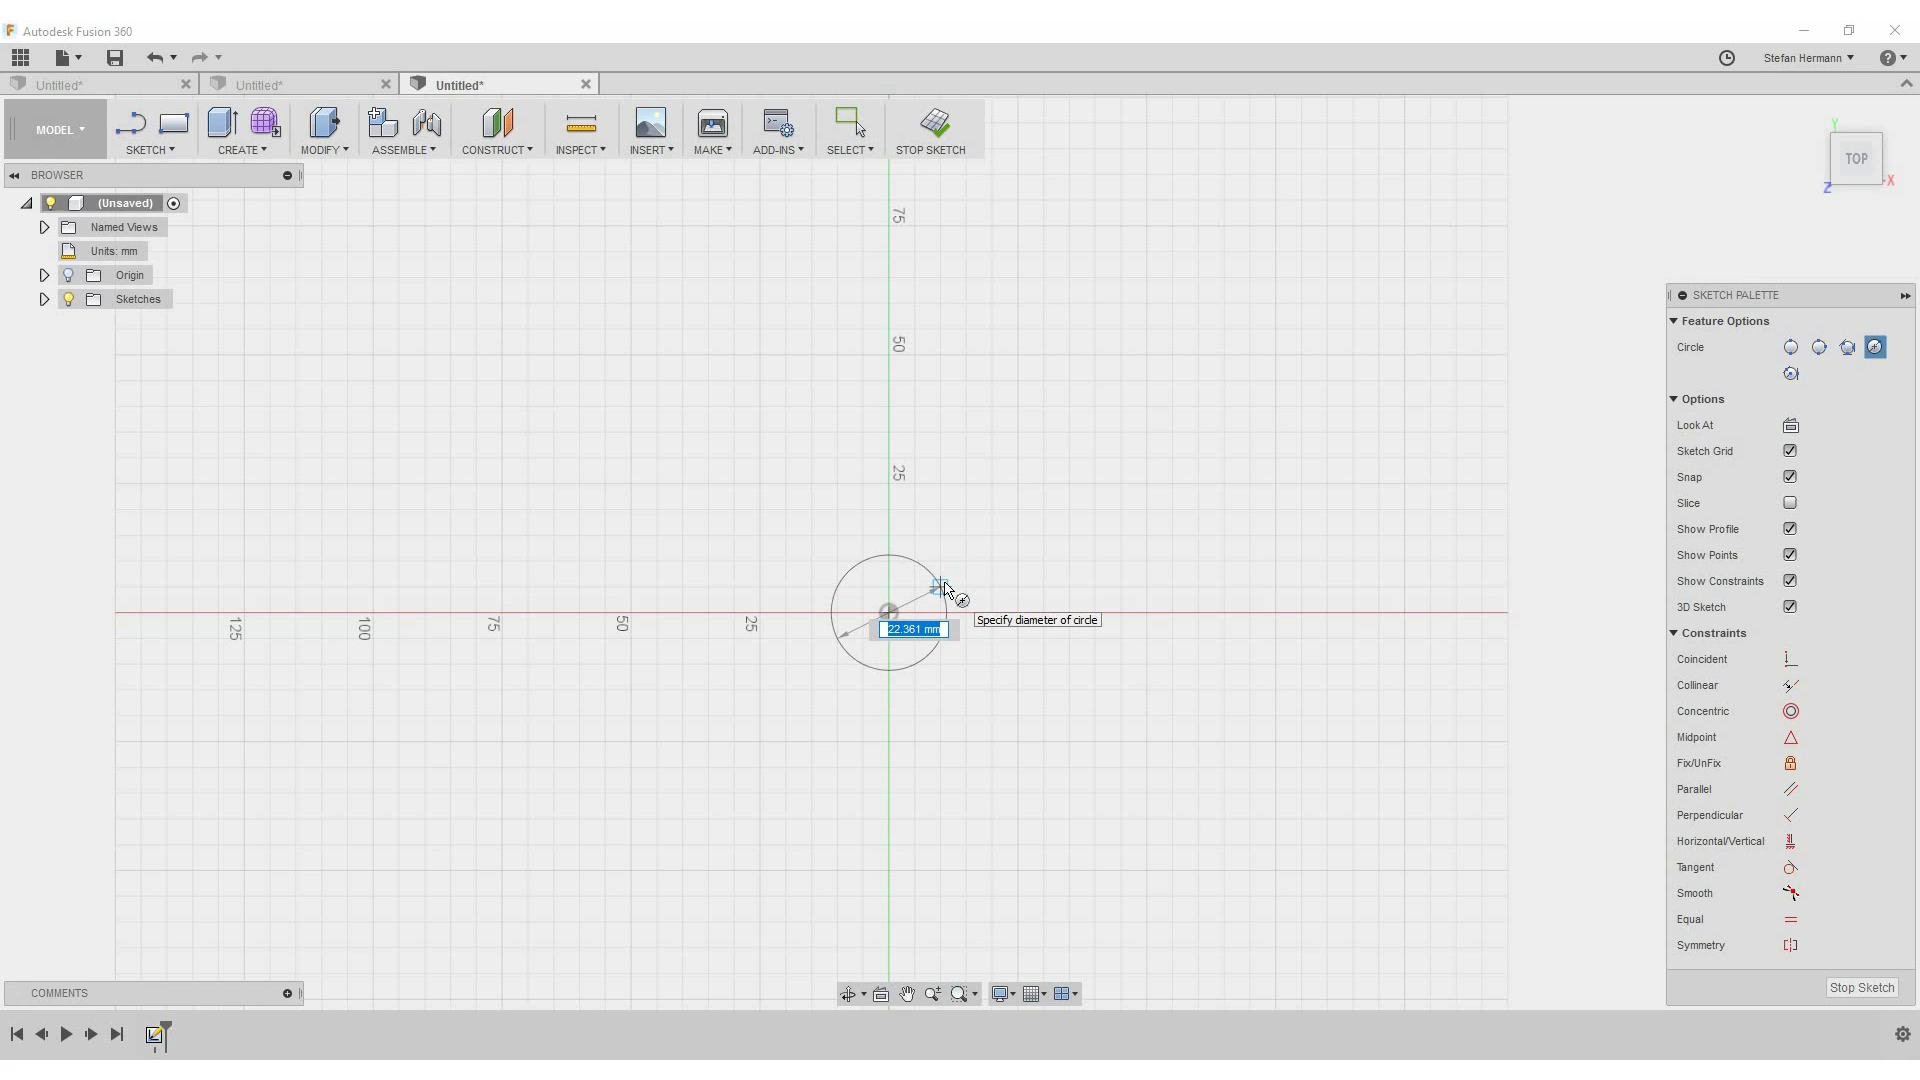 Autodesk Fusion 360
Stefan Hermann
Untitled*
Untitled*
Untitled*
MODEL
SKETCH
CREATE
MODIFY
ASSEMBLE
CONSTRUCT
INSPECT
INSERT
MAKE
ADD-INS
SELECT
STOP SKETCH
BROWSER
(Unsaved)
Named Views
Units: mm
Origin
Sketches
TOP
Y
X
Z
75
50
25
125
100
75
50
25
22.361 mm
Specify diameter of circle
SKETCH PALETTE
Feature Options
Circle
Options
Look At
Sketch Grid
Snap
Slice
Show Profile
Show Points
Show Constraints
3D Sketch
Constraints
Coincident
Collinear
Concentric
Midpoint
Fix/UnFix
Parallel
Perpendicular
Horizontal/Vertical
Tangent
Smooth
Equal
Symmetry
Stop Sketch
COMMENTS